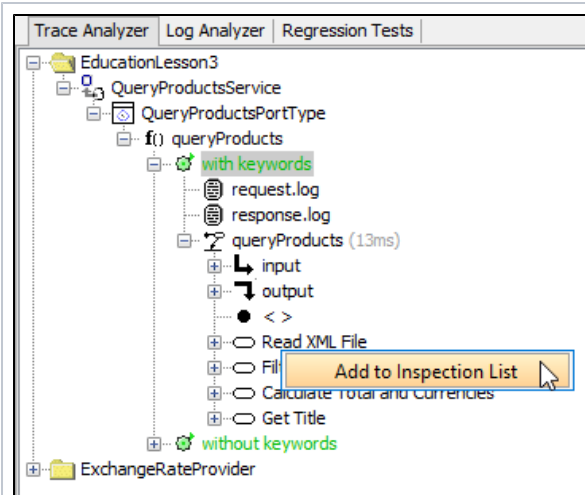 Trace Analyzer Log Analyzer Regression Tests
EducationLesson3
QueryProductsService
QueryProductsPortType
f() queryProducts
with keywords
request.log
response.log
queryProducts (13ms)
input
output
< >
Read XML File
Add to Inspection List
Calculate Total and Currencies
Get Title
without keywords
ExchangeRateProvider